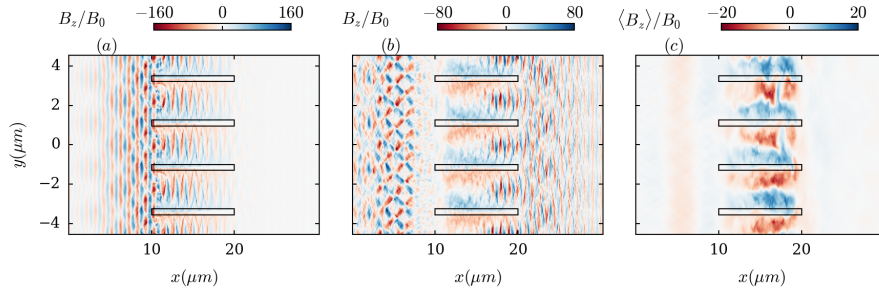 B_z/B_0 −160 0 160
B_z/B_0 −80 0 80
⟨B_z⟩/B_0 −20 0 20
(a) (b) (c)
4
2
0
−2
−4
y(μm)
10 20 10 20 10 20
x(μm) x(μm) x(μm)